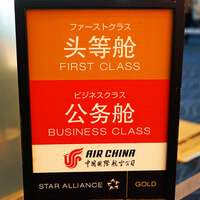 ファーストクラス
头等舱
FIRST CLASS
ビジネスクラス
公务舱
BUSINESS CLASS
AIR CHINA
中国国际航空公司
STAR ALLIANCE GOLD